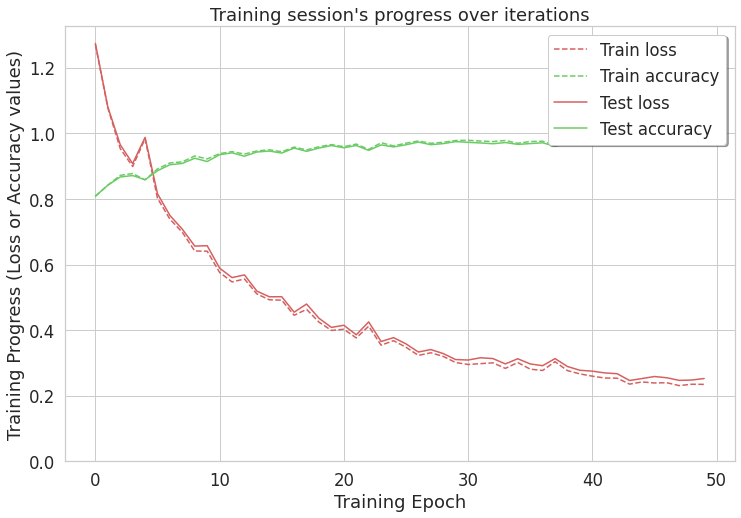 Training session's progress over iterations
Training Progress (Loss or Accuracy values)
1.2
1.0
0.8
0.6
0.4
0.2
0.0
Train loss
Train accuracy
Test loss
Test accuracy
0 10 20 30 40 50
Training Epoch